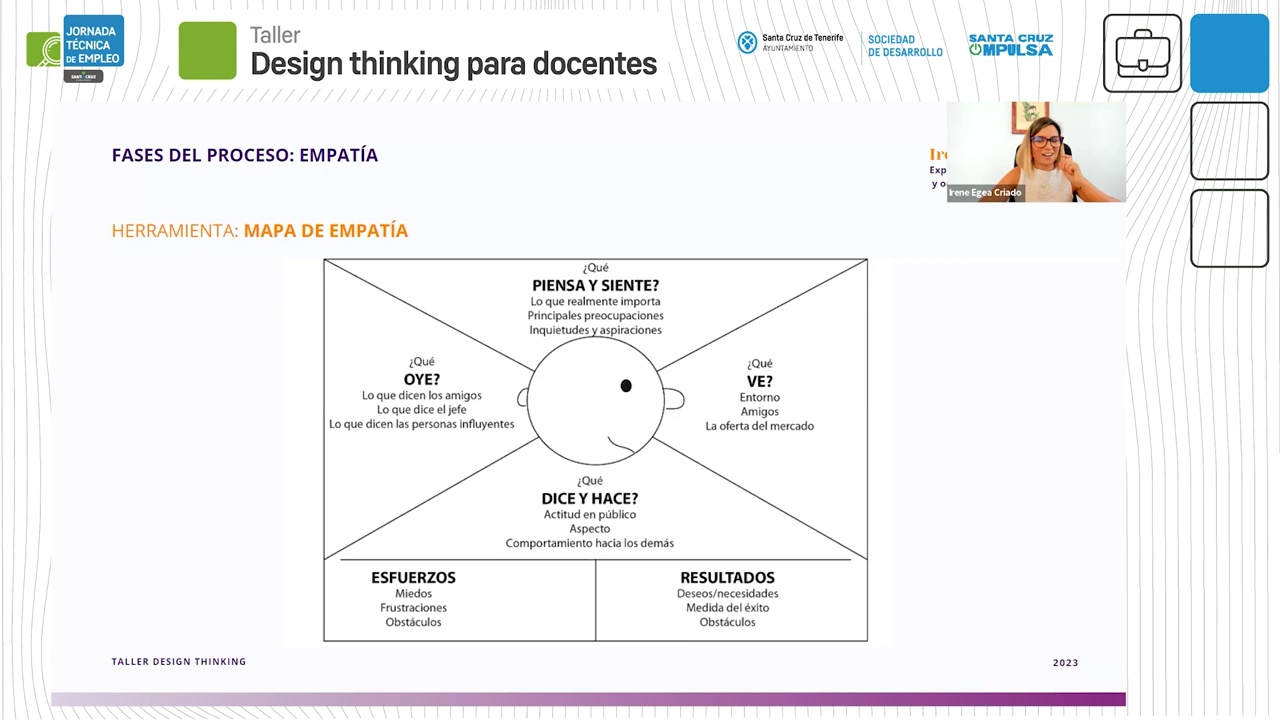 JORNADA
TÉCNICA
DE EMPLEO
Taller
Design thinking para docentes
Santa Cruz de Tenerife
AYUNTAMIENTO
SOCIEDAD
DE DESARROLLO
SANTA CRUZ
MPULSA
FASES DEL PROCESO: EMPATÍA
Ire
Exp
y o
Irene Egea Criado
HERRAMIENTA: MAPA DE EMPATÍA
¿Qué
PIENSA Y SIENTE?
Lo que realmente importa
Principales preocupaciones
Inquietudes y aspiraciones
¿Qué
OYE?
Lo que dicen los amigos
Lo que dice el jefe
Lo que dicen las personas influyentes
¿Qué
VE?
Entorno
Amigos
La oferta del mercado
¿Qué
DICE Y HACE?
Actitud en público
Aspecto
Comportamiento hacia los demás
ESFUERZOS
Miedos
Frustraciones
Obstáculos
RESULTADOS
Deseos/necesidades
Medida del éxito
Obstáculos
TALLER DESIGN THINKING
2023